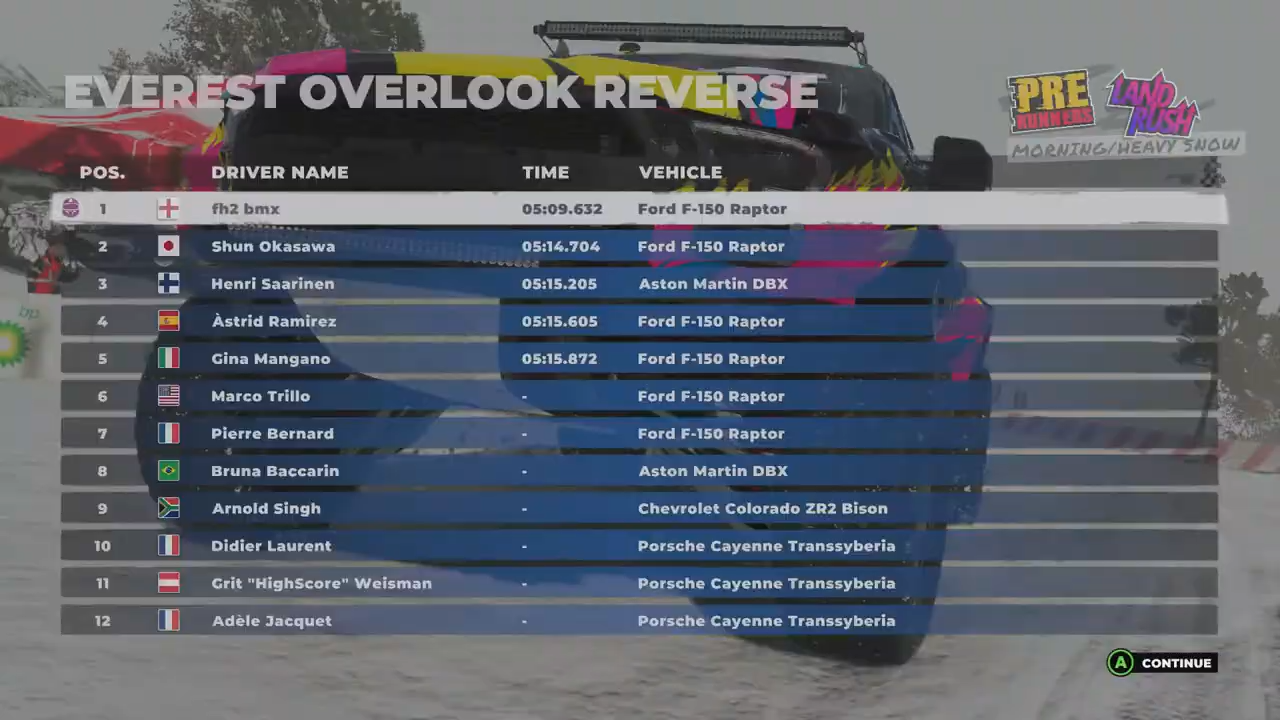 EVEREST OVERLOOK REVERSE
PRE RUNNERS
LAND RUSH
MORNING/HEAVY SNOW
POS. DRIVER NAME TIME VEHICLE
1 fh2 bmx 05:09.632 Ford F-150 Raptor
2 Shun Okasawa 05:14.704 Ford F-150 Raptor
3 Henri Saarinen 05:15.205 Aston Martin DBX
4 Àstrid Ramirez 05:15.605 Ford F-150 Raptor
5 Gina Mangano 05:15.872 Ford F-150 Raptor
6 Marco Trillo - Ford F-150 Raptor
7 Pierre Bernard - Ford F-150 Raptor
8 Bruna Baccarin - Aston Martin DBX
9 Arnold Singh - Chevrolet Colorado ZR2 Bison
10 Didier Laurent - Porsche Cayenne Transsyberia
11 Grit "HighScore" Weisman - Porsche Cayenne Transsyberia
12 Adèle Jacquet - Porsche Cayenne Transsyberia
bp
A CONTINUE